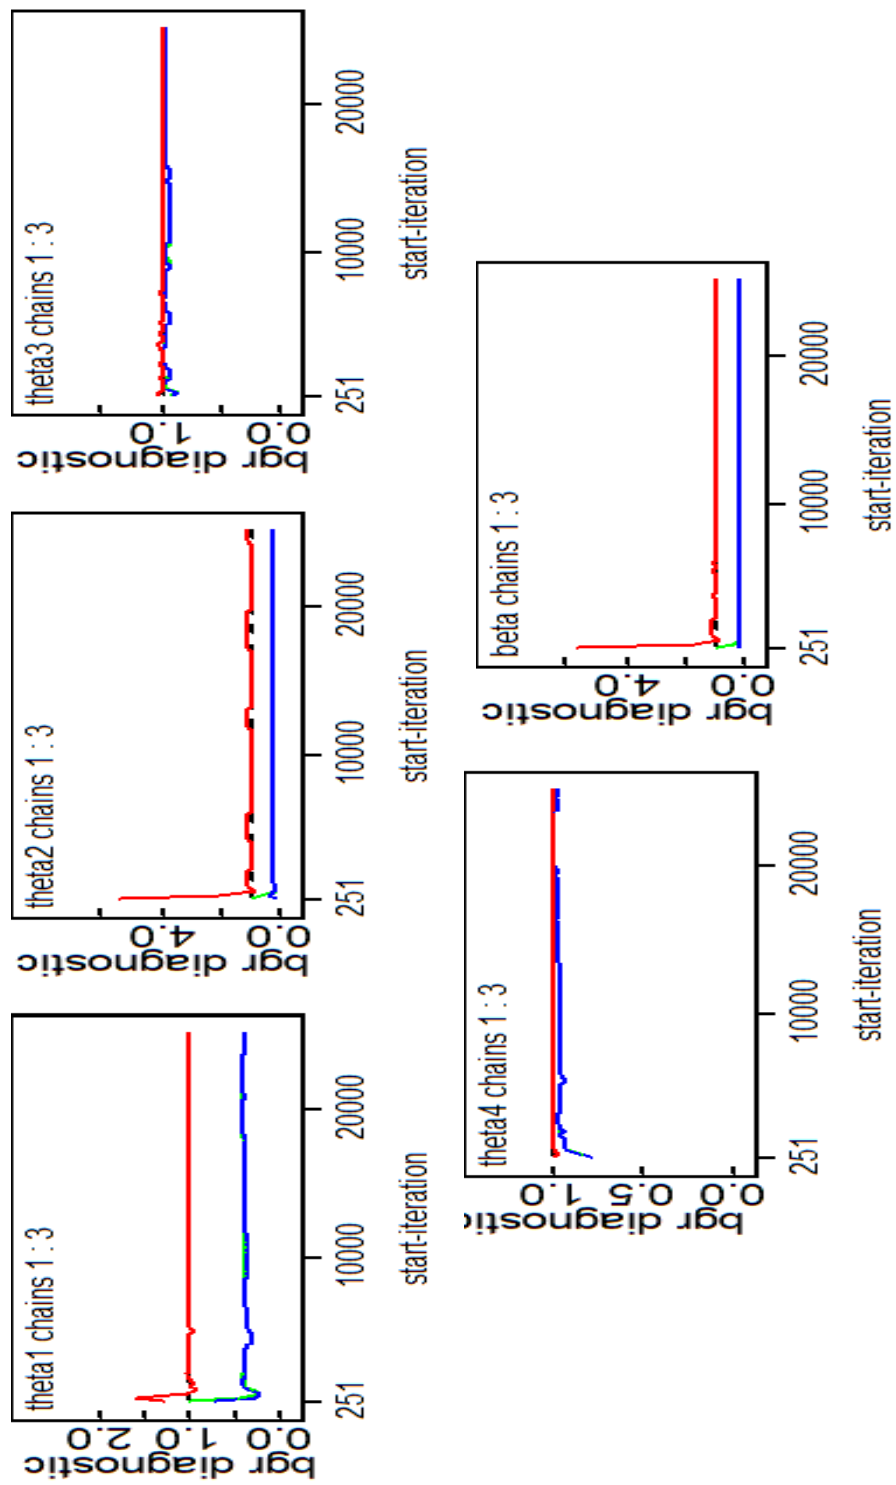 theta1 chains 1 : 3
bgr diagnostic
2.0
1.0
0.0
251 10000 20000
start-iteration
theta2 chains 1 : 3
bgr diagnostic
4.0
0.0
251 10000 20000
start-iteration
theta3 chains 1 : 3
bgr diagnostic
1.0
0.0
251 10000 20000
start-iteration
theta4 chains 1 : 3
bgr diagnostic
1.0
0.5
0.0
251 10000 20000
start-iteration
beta chains 1 : 3
bgr diagnostic
4.0
0.0
251 10000 20000
start-iteration